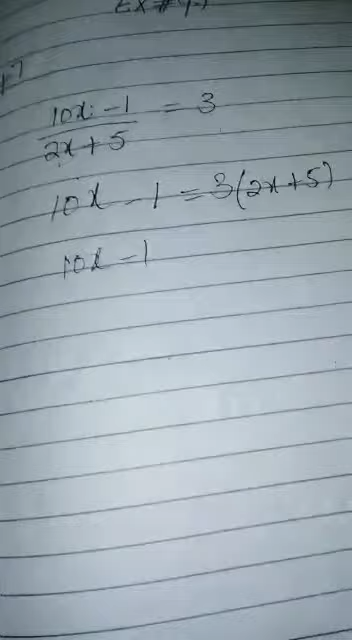 10x - 1 / 2x + 5 = 3
10x - 1 = 3(2x+5)
10x - 1